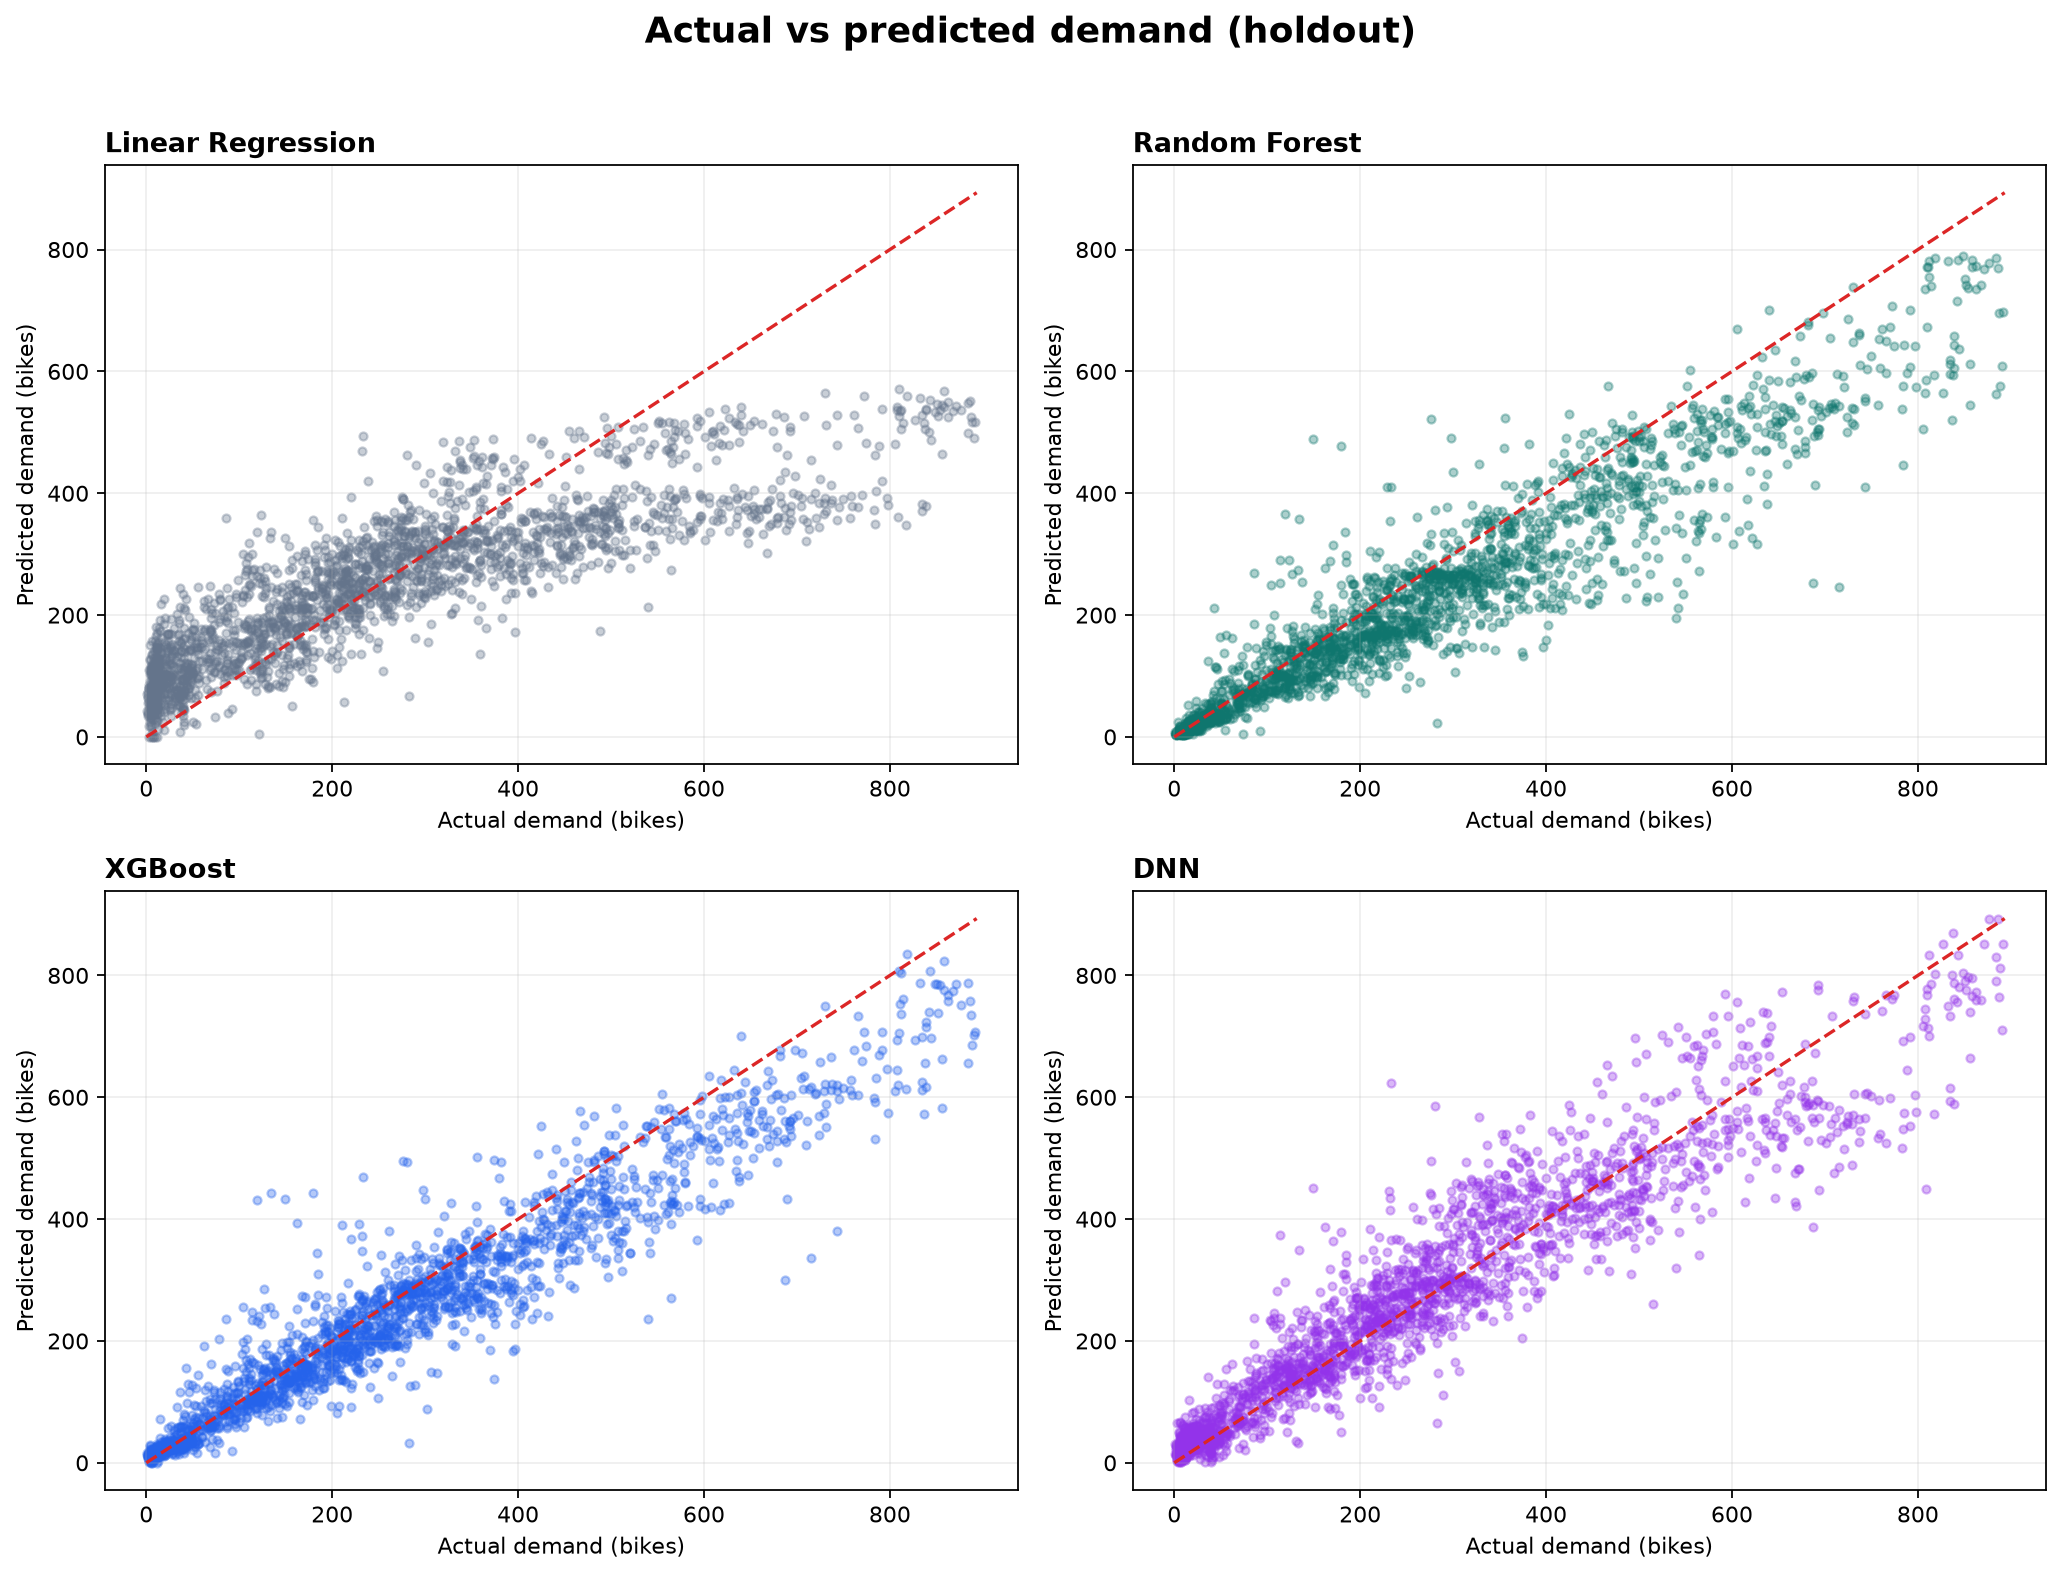 Actual vs predicted demand (holdout)
Linear Regression
Predicted demand (bikes)
800
600
400
200
0
0 200 400 600 800
Actual demand (bikes)
Random Forest
Predicted demand (bikes)
800
600
400
200
0
0 200 400 600 800
Actual demand (bikes)
XGBoost
Predicted demand (bikes)
800
600
400
200
0
0 200 400 600 800
Actual demand (bikes)
DNN
Predicted demand (bikes)
800
600
400
200
0
0 200 400 600 800
Actual demand (bikes)